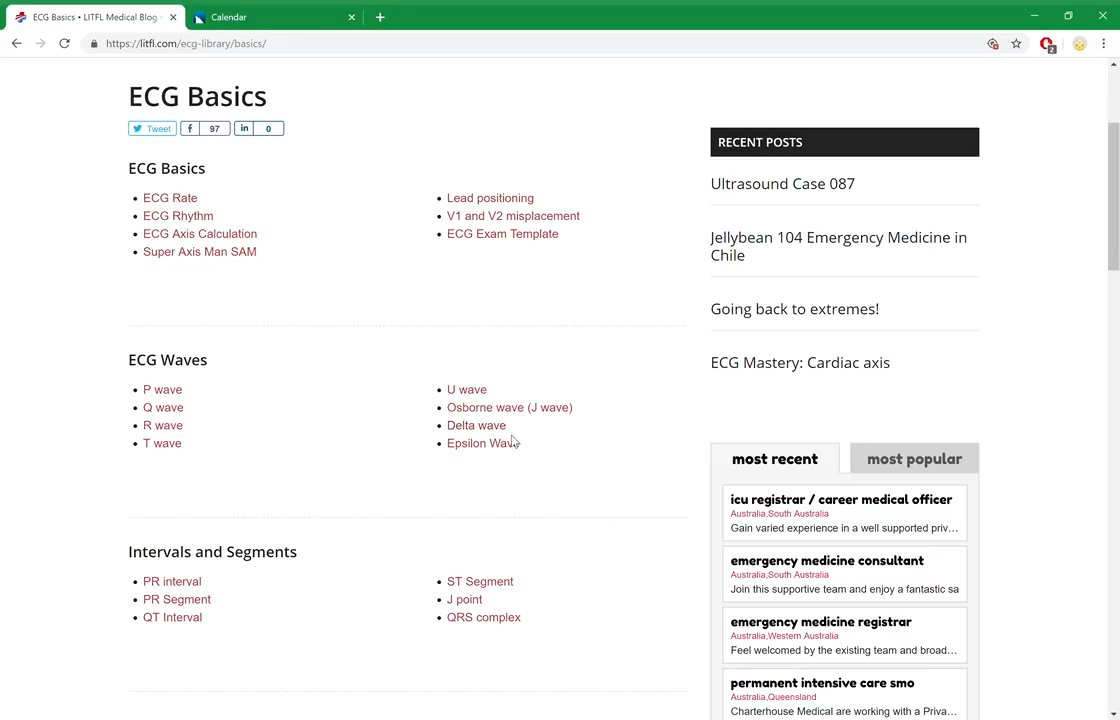 ECG Basics • LITFL Medical Blog
Calendar
https://litfl.com/ecg-library/basics/
2
ECG Basics
Tweet 97 in 0
ECG Basics
ECG Rate
ECG Rhythm
ECG Axis Calculation
Super Axis Man SAM
Lead positioning
V1 and V2 misplacement
ECG Exam Template
ECG Waves
P wave
Q wave
R wave
T wave
U wave
Osborne wave (J wave)
Delta wave
Epsilon Wave
Intervals and Segments
PR interval
PR Segment
QT Interval
ST Segment
J point
QRS complex
RECENT POSTS
Ultrasound Case 087
Jellybean 104 Emergency Medicine in
Chile
Going back to extremes!
ECG Mastery: Cardiac axis
most recent
most popular
icu registrar / career medical officer
Australia,South Australia
Gain varied experience in a well supported priv…
emergency medicine consultant
Australia,South Australia
Join this supportive team and enjoy a fantastic sa
emergency medicine registrar
Australia,Western Australia
Feel welcomed by the existing team and broad…
permanent intensive care smo
Australia,Queensland
Charterhouse Medical are working with a Priva…